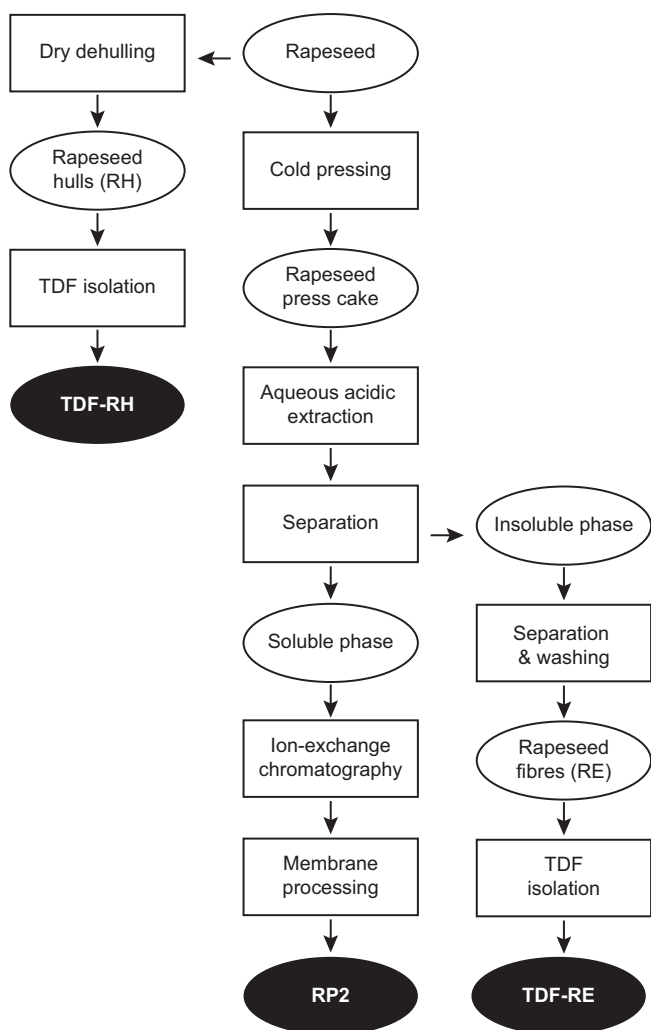 Dry dehulling
Rapeseed
Rapeseed
hulls (RH)
Cold pressing
TDF isolation
Rapeseed
press cake
TDF-RH
Aqueous acidic
extraction
Separation
Insoluble phase
Soluble phase
Separation
& washing
Ion-exchange
chromatography
Rapeseed
fibres (RE)
Membrane
processing
TDF
isolation
RP2
TDF-RE